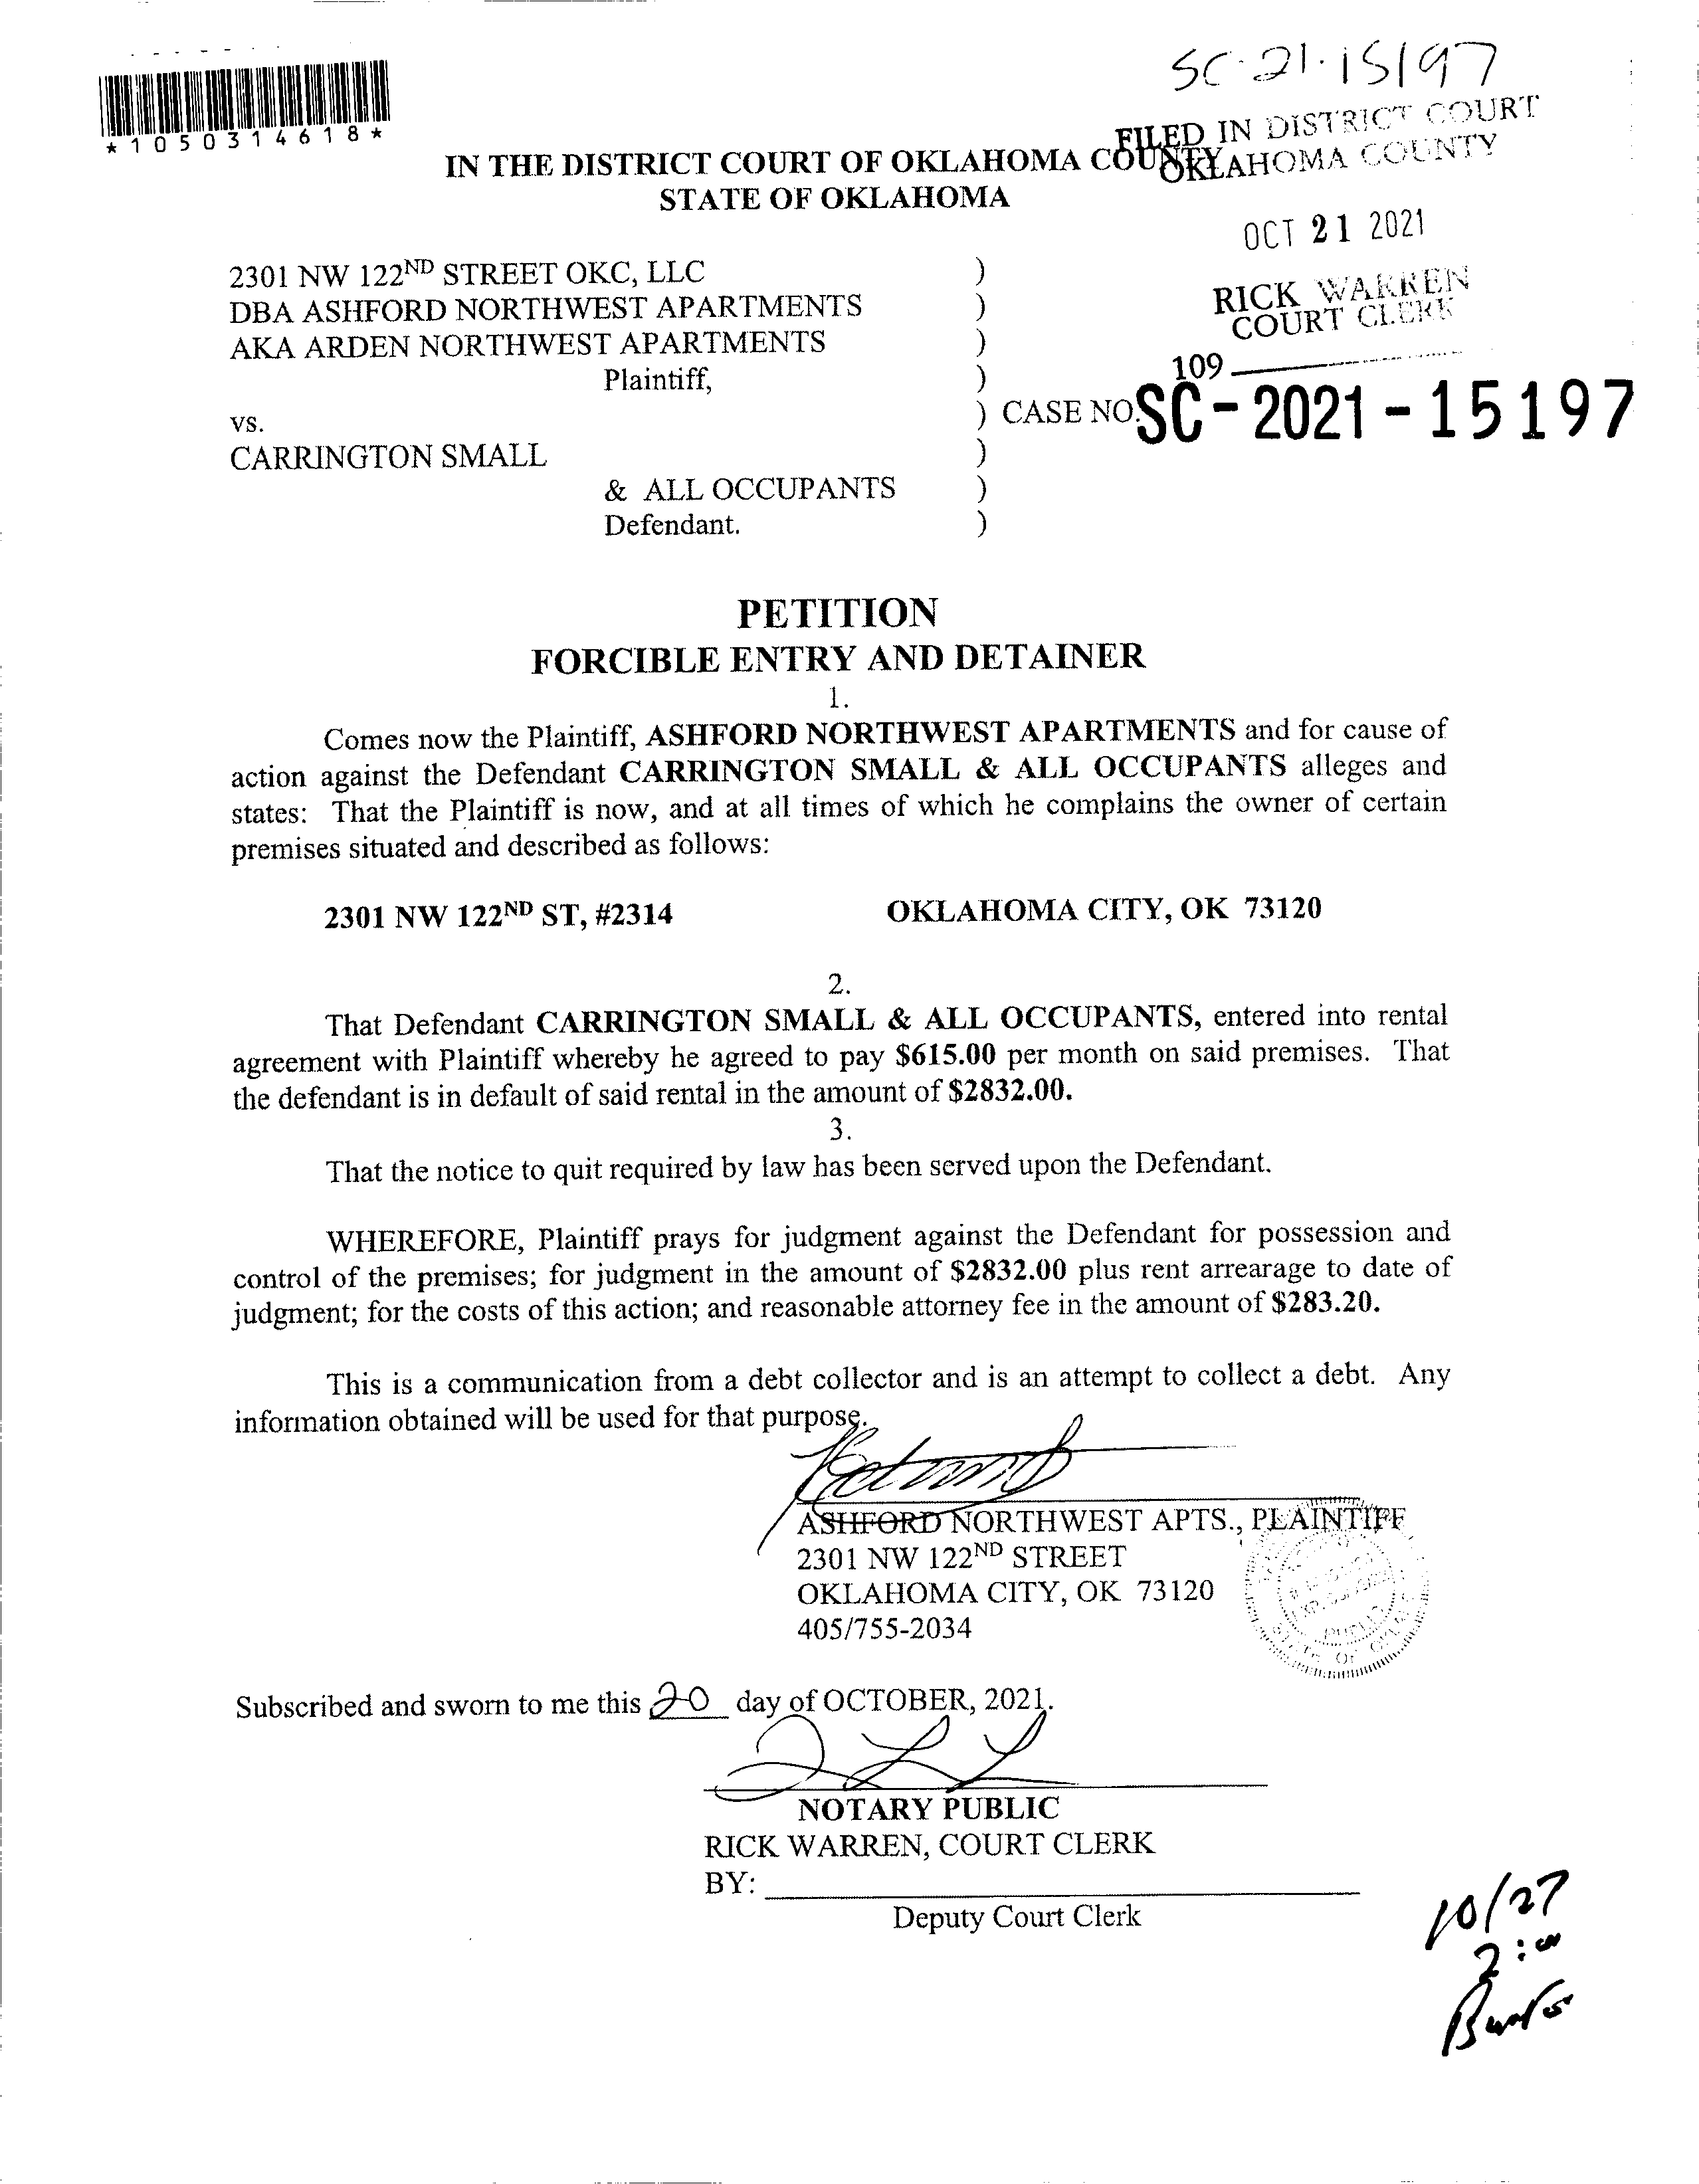 SC-21-15197
*1050314618*
FILED IN DISTRICT COURT
OKLAHOMA COUNTY
IN THE DISTRICT COURT OF OKLAHOMA COUNTY
STATE OF OKLAHOMA
OCT 21 2021
RICK WARREN
COURT CLERK
109
2301 NW 122ND STREET OKC, LLC )
DBA ASHFORD NORTHWEST APARTMENTS )
AKA ARDEN NORTHWEST APARTMENTS )
Plaintiff, )
vs. ) CASE NO. SC-2021-15197
CARRINGTON SMALL )
& ALL OCCUPANTS )
Defendant. )
PETITION
FORCIBLE ENTRY AND DETAINER
1.
Comes now the Plaintiff, ASHFORD NORTHWEST APARTMENTS and for cause of
action against the Defendant CARRINGTON SMALL & ALL OCCUPANTS alleges and
states: That the Plaintiff is now, and at all times of which he complains the owner of certain
premises situated and described as follows:
2301 NW 122ND ST, #2314 OKLAHOMA CITY, OK 73120
2.
That Defendant CARRINGTON SMALL & ALL OCCUPANTS, entered into rental
agreement with Plaintiff whereby he agreed to pay $615.00 per month on said premises. That
the defendant is in default of said rental in the amount of $2832.00.
3.
That the notice to quit required by law has been served upon the Defendant.
WHEREFORE, Plaintiff prays for judgment against the Defendant for possession and
control of the premises; for judgment in the amount of $2832.00 plus rent arrearage to date of
judgment; for the costs of this action; and reasonable attorney fee in the amount of $283.20.
This is a communication from a debt collector and is an attempt to collect a debt. Any
information obtained will be used for that purpose.
ASHFORD NORTHWEST APTS., PLAINTIFF
2301 NW 122ND STREET
OKLAHOMA CITY, OK 73120
405/755-2034
STATE OF
Subscribed and sworn to me this 20 day of OCTOBER, 2021.
NOTARY PUBLIC
RICK WARREN, COURT CLERK
BY:
Deputy Court Clerk
10/27
2:00